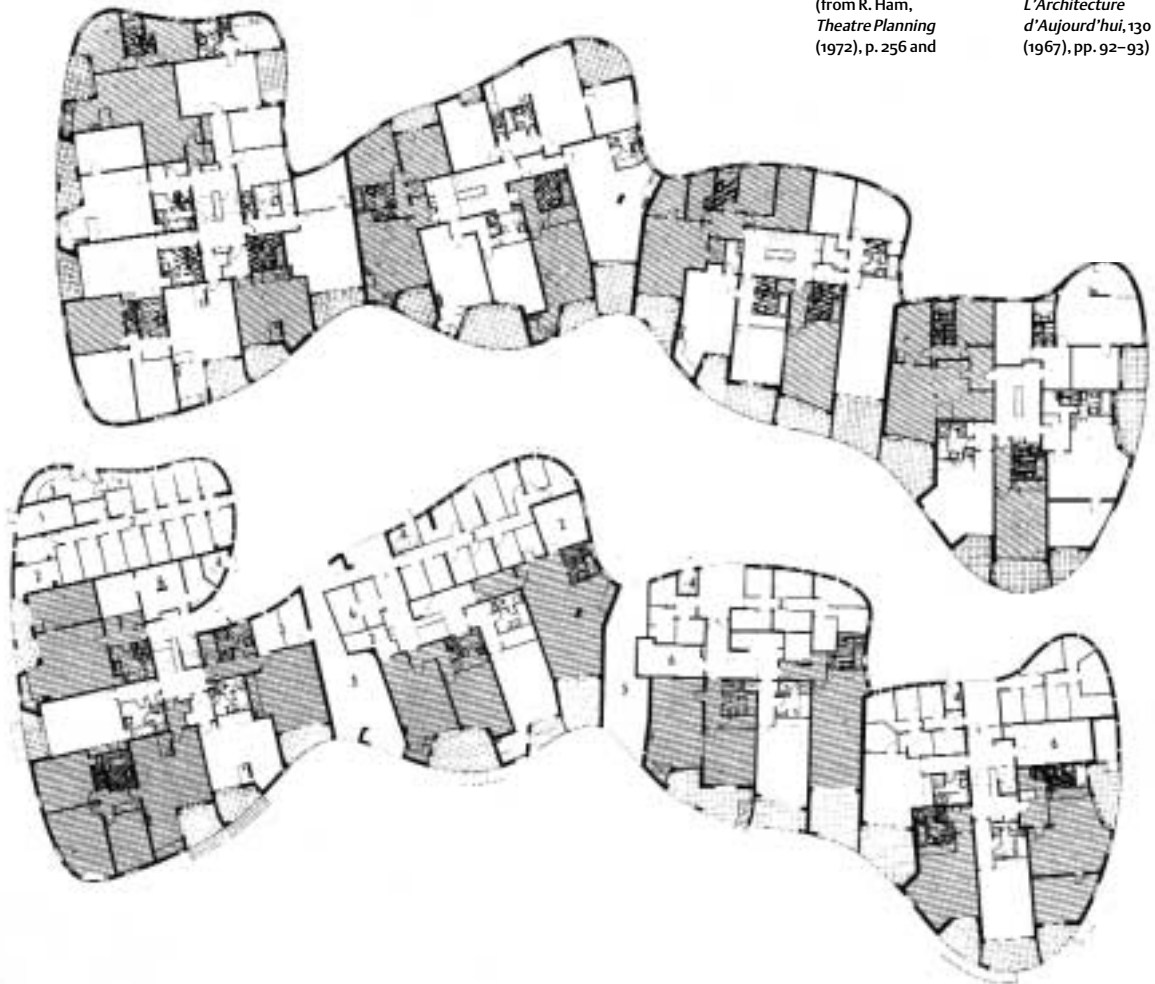 (from R. Ham,
Theatre Planning
(1972), p. 256 and
L'Architecture
d'Aujourd'hui, 130
(1967), pp. 92–93)